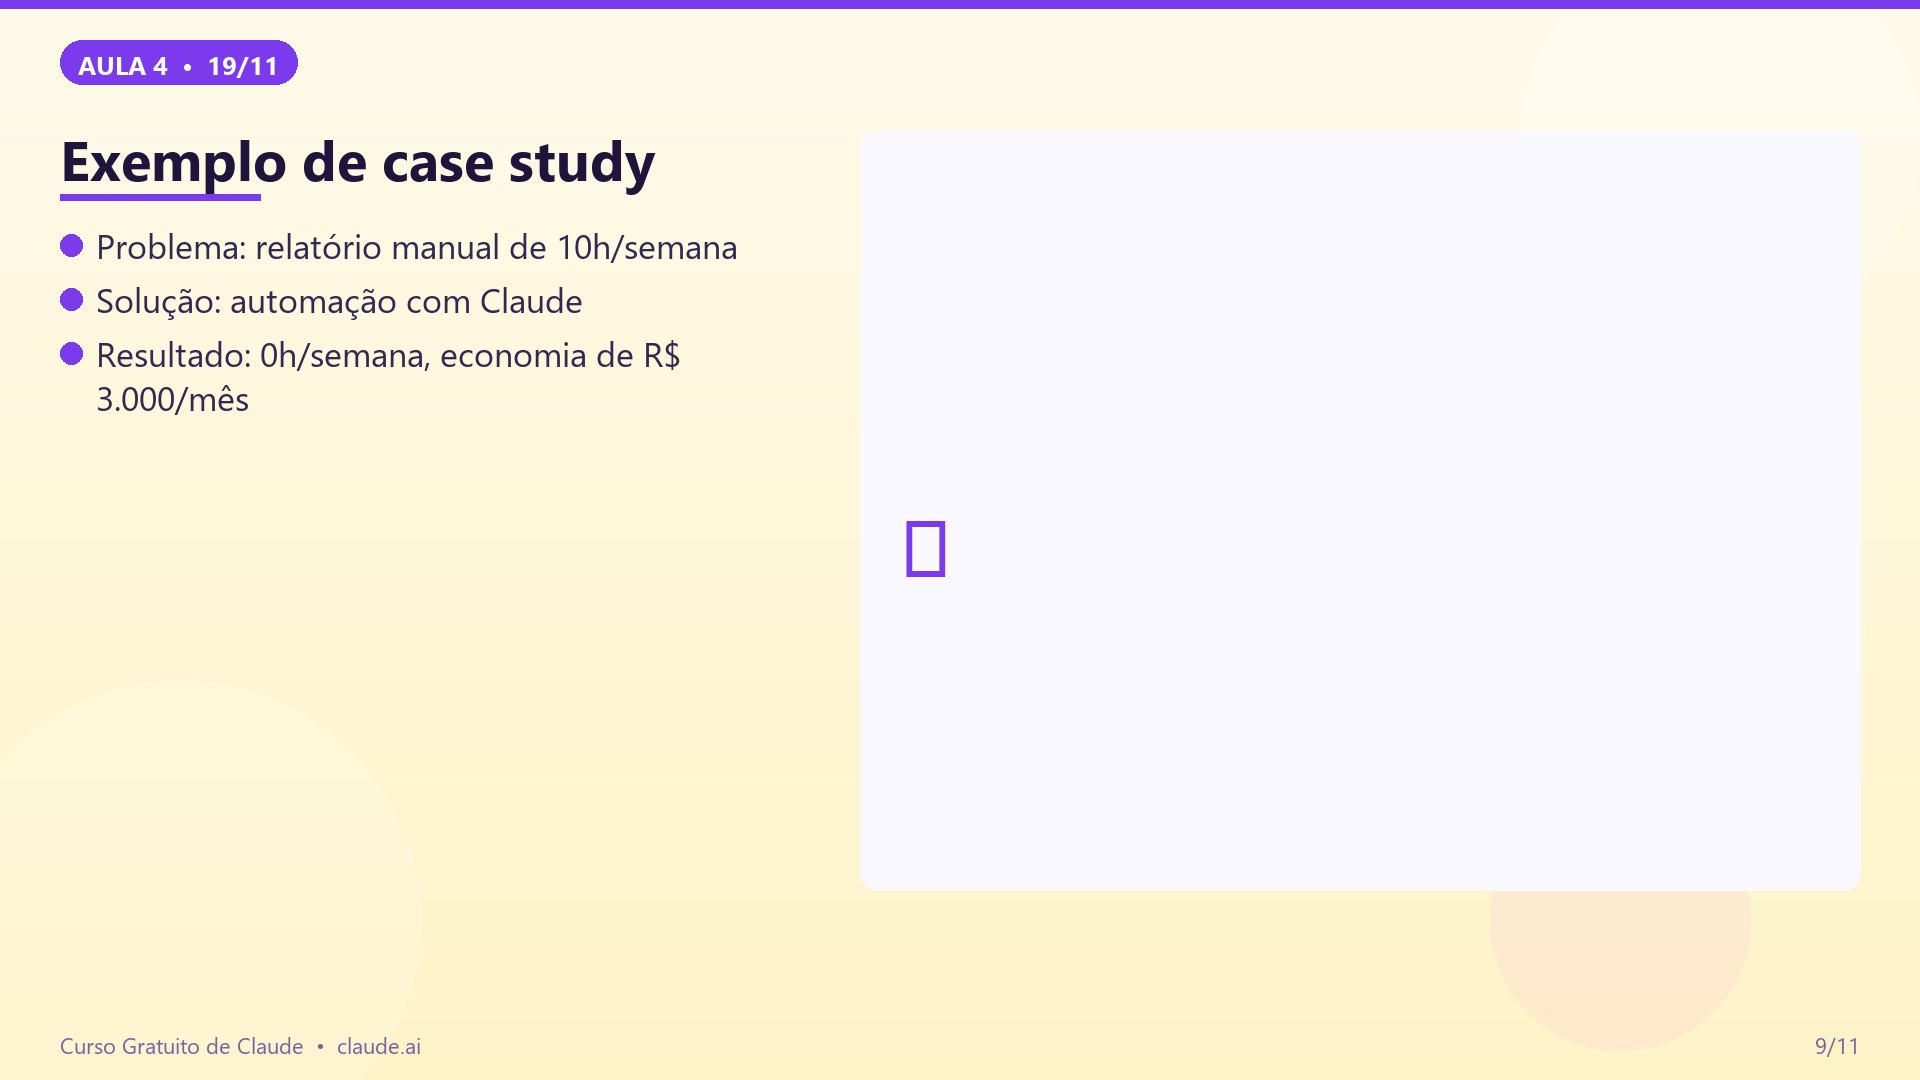 AULA 4 • 19/11
Exemplo de case study
Problema: relatório manual de 10h/semana
Solução: automação com Claude
Resultado: 0h/semana, economia de R$
3.000/mês
Curso Gratuito de Claude • claude.ai
9/11